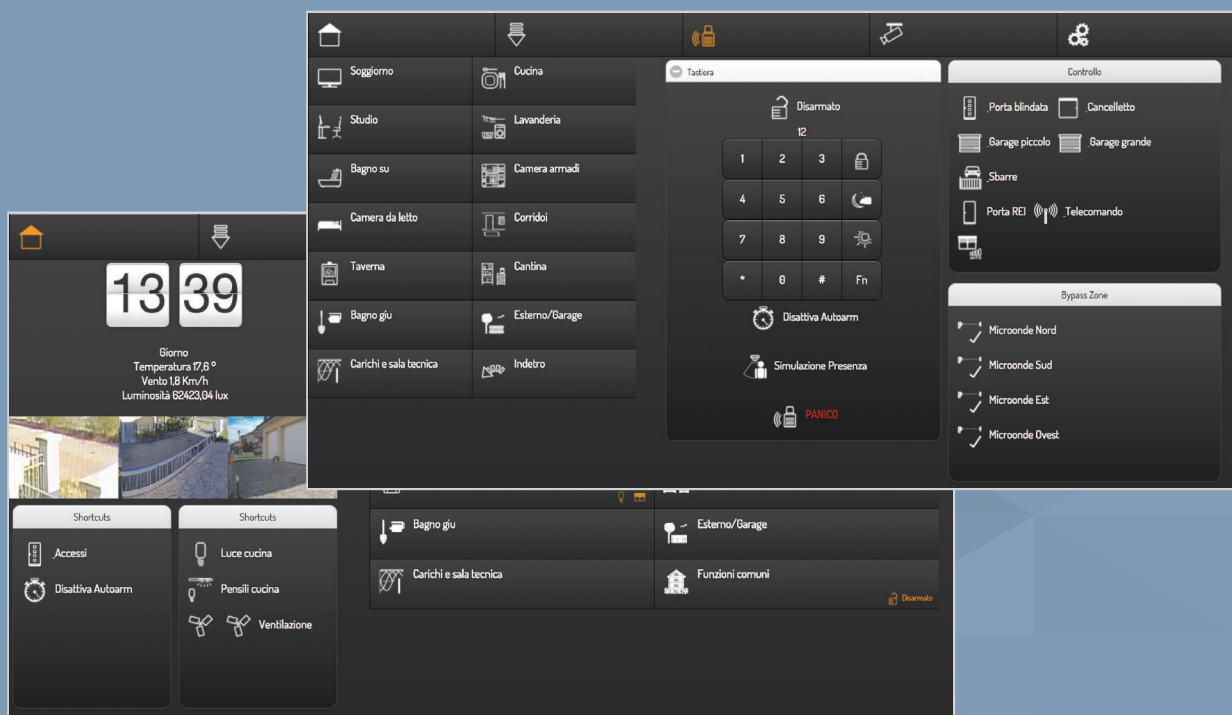 Soggiorno
Cucina
Studio
Lavanderia
Bagno su
Camera armadi
Camera da letto
Corridoi
Taverna
Cantina
Bagno giu
Esterno/Garage
Carichi e sala tecnica
Indetro
Tastiera
Disarmato
12
1 2 3
4 5 6
7 8 9
* 0 # Fn
Disattiva Autoarm
Simulazione Presenza
PANICO
Controllo
.Porta blindata .Cancelletto
.Garage piccolo .Garage grande
.Sbarre
Porta REI .Telecomando
AUTO
Bypass Zone
Microonde Nord
Microonde Sud
Microonde Est
Microonde Ovest
13 39
Giorno
Temperatura 17,6 °
Vento 1,8 Km/h
Luminosità 62423,04 lux
Shortcuts
.Accessi
Disattiva Autoarm
Shortcuts
Luce cucina
Pensili cucina
Ventilazione
Bagno giu
Esterno/Garage
Carichi e sala tecnica
Funzioni comuni
Disarmato